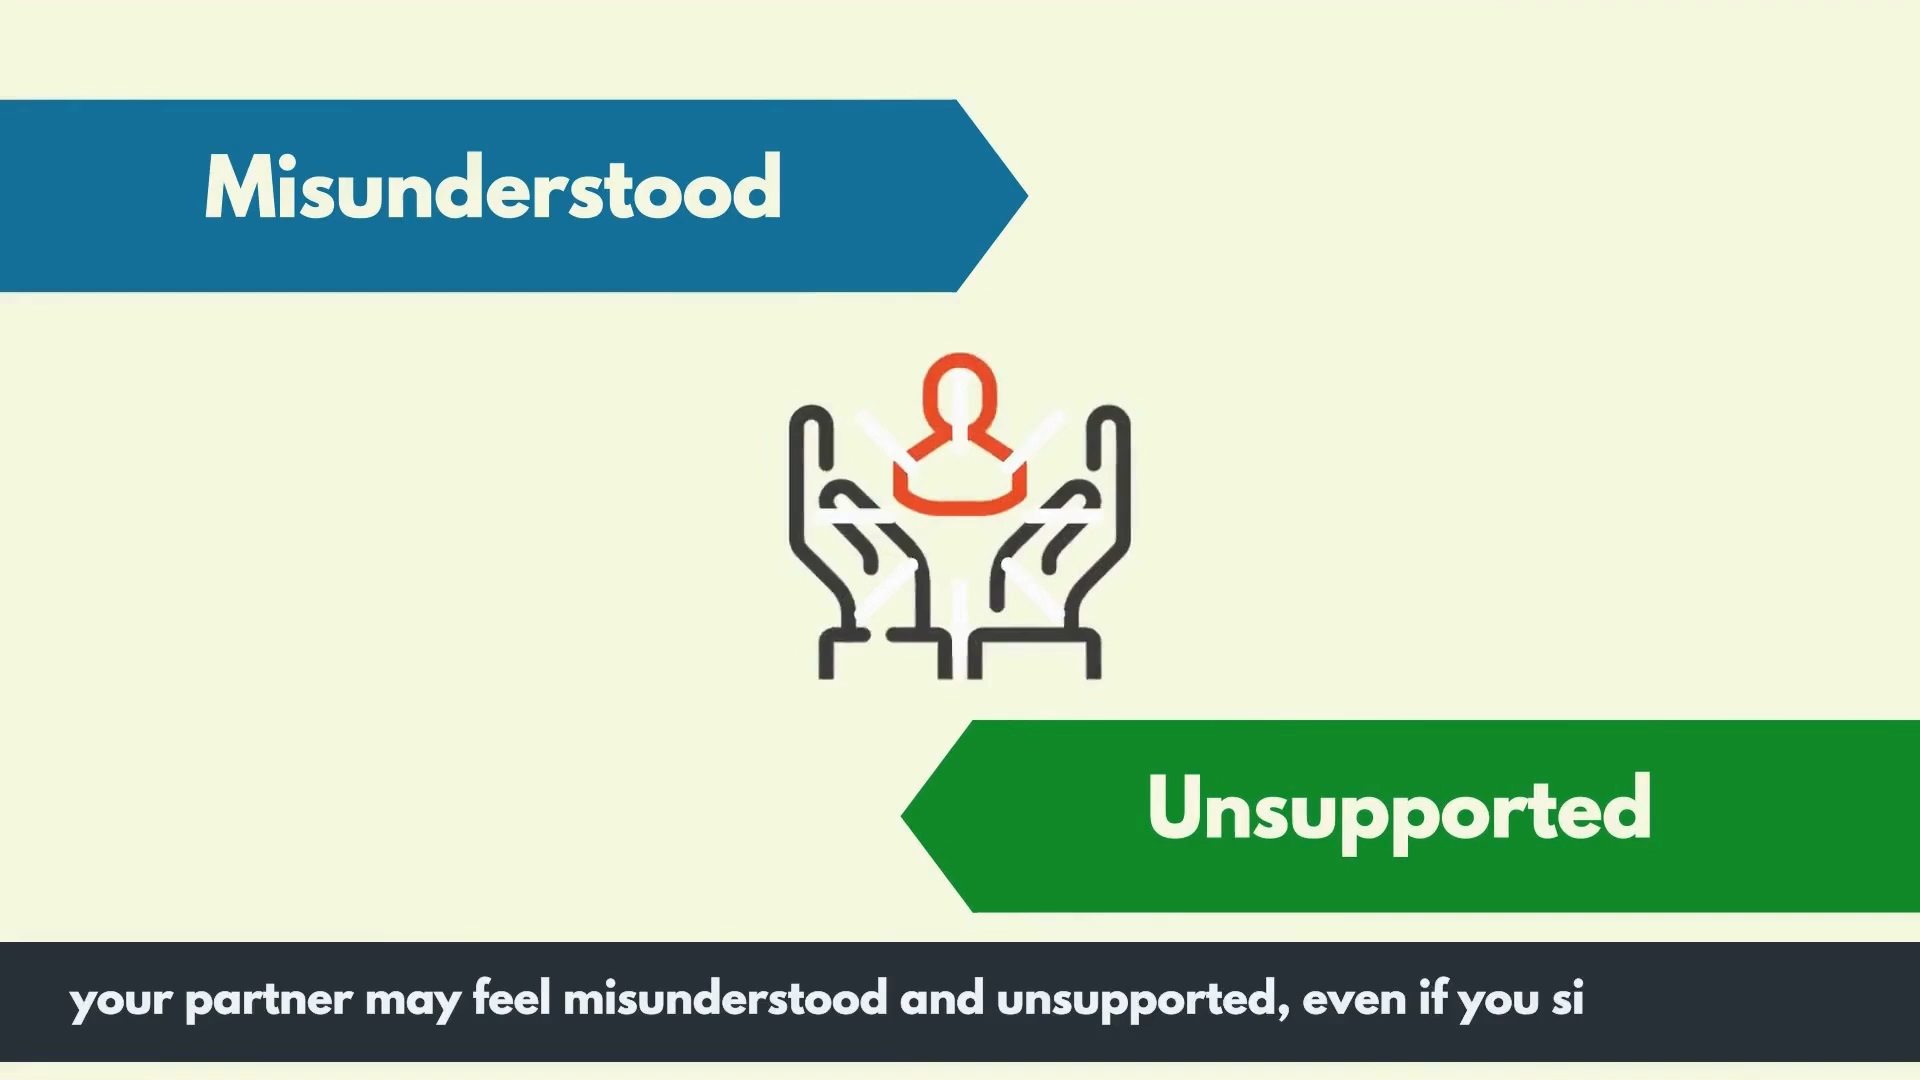 Misunderstood
Unsupported
your partner may feel misunderstood and unsupported, even if you si